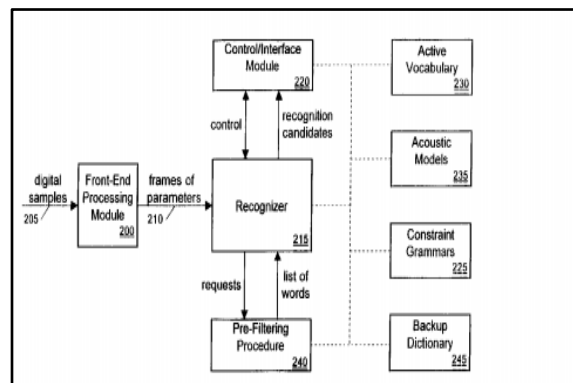 Control/Interface
Module
220
Active
Vocabulary
230
control
recognition
candidates
Acoustic
Models
235
digital
samples
205
Front-End
Processing
Module
200
frames of
parameters
210
Recognizer
215
Constraint
Grammars
225
requests
list of
words
Pre-Filtering
Procedure
240
Backup
Dictionary
245